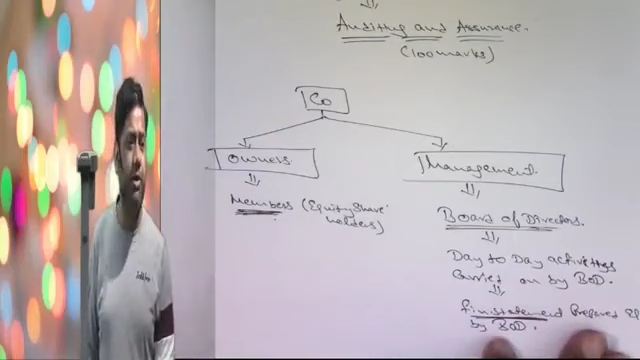 Auditing and Assurance.
(100 marks)
Co
Owners
Management.
Members (Equity Share
holders)
Board of Directors.
Day to Day activities
carried on by BOD.
fin statement Prepared
by BOD.